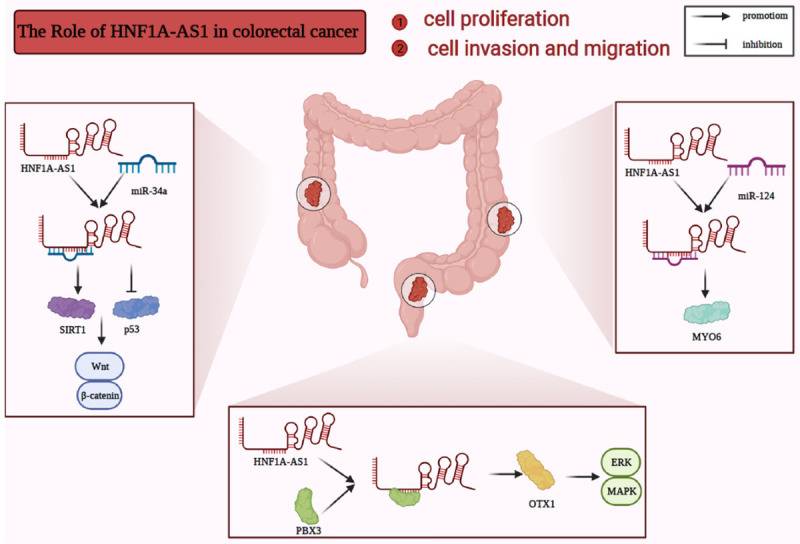 The Role of HNF1A-AS1 in colorectal cancer
1 cell proliferation
2 cell invasion and migration
promotiom
inhibition
HNF1A-AS1
miR-34a
SIRT1
p53
Wnt
β-catenin
HNF1A-AS1
miR-124
MYO6
HNF1A-AS1
PBX3
OTX1
ERK
MAPK